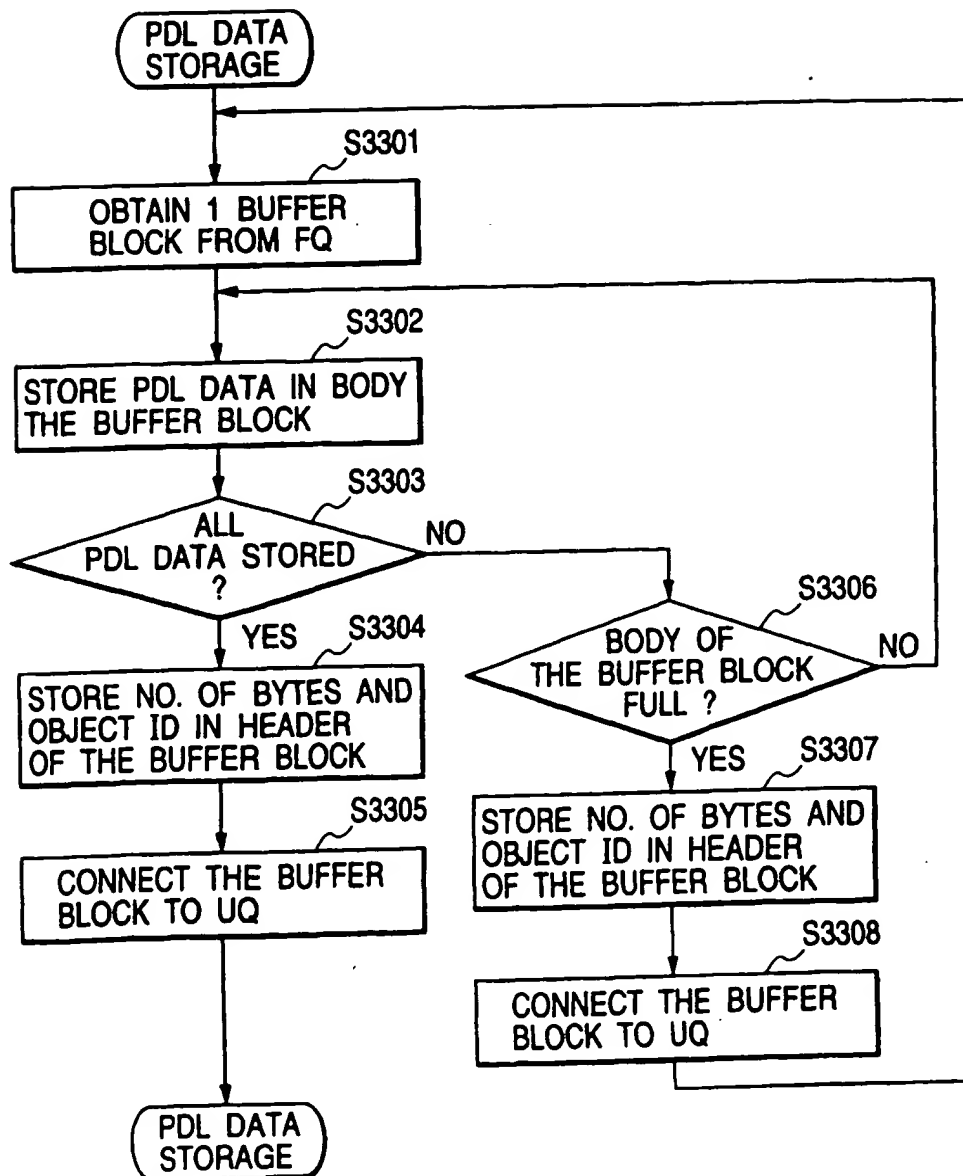 PDL DATA
STORAGE
S3301
OBTAIN 1 BUFFER
BLOCK FROM FQ
S3302
STORE PDL DATA IN BODY
THE BUFFER BLOCK
S3303
ALL
PDL DATA STORED
?
NO
YES
S3304
STORE NO. OF BYTES AND
OBJECT ID IN HEADER
OF THE BUFFER BLOCK
S3305
CONNECT THE BUFFER
BLOCK TO UQ
S3306
BODY OF
THE BUFFER BLOCK
FULL ?
NO
YES
S3307
STORE NO. OF BYTES AND
OBJECT ID IN HEADER
OF THE BUFFER BLOCK
S3308
CONNECT THE BUFFER
BLOCK TO UQ
PDL DATA
STORAGE